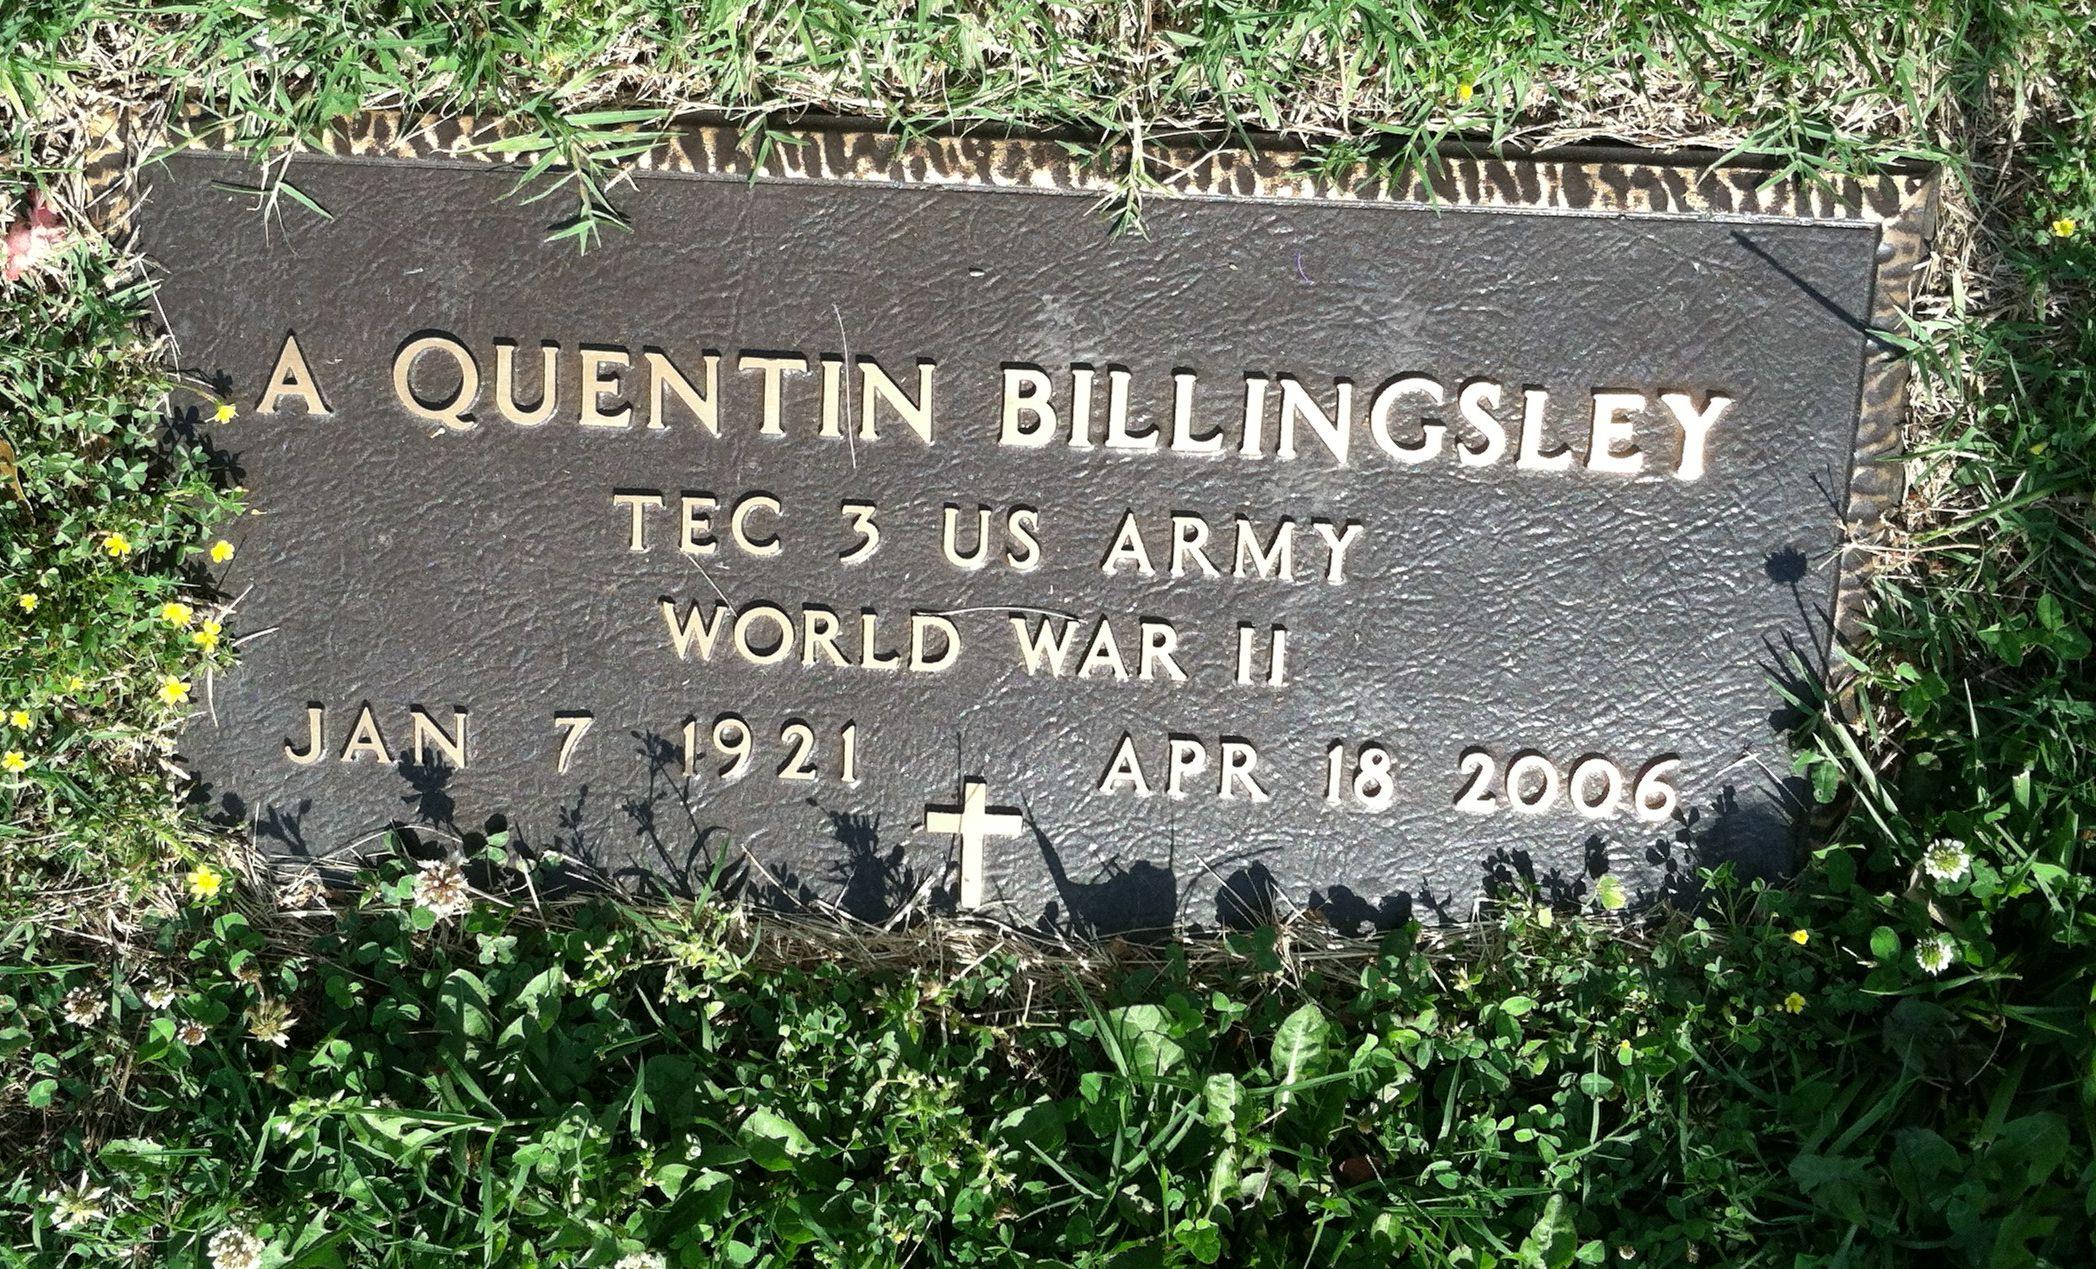 A QUENTIN BILLINGSLEY
TEC 3 US ARMY
WORLD WAR II
JAN 7 1921 APR 18 2006